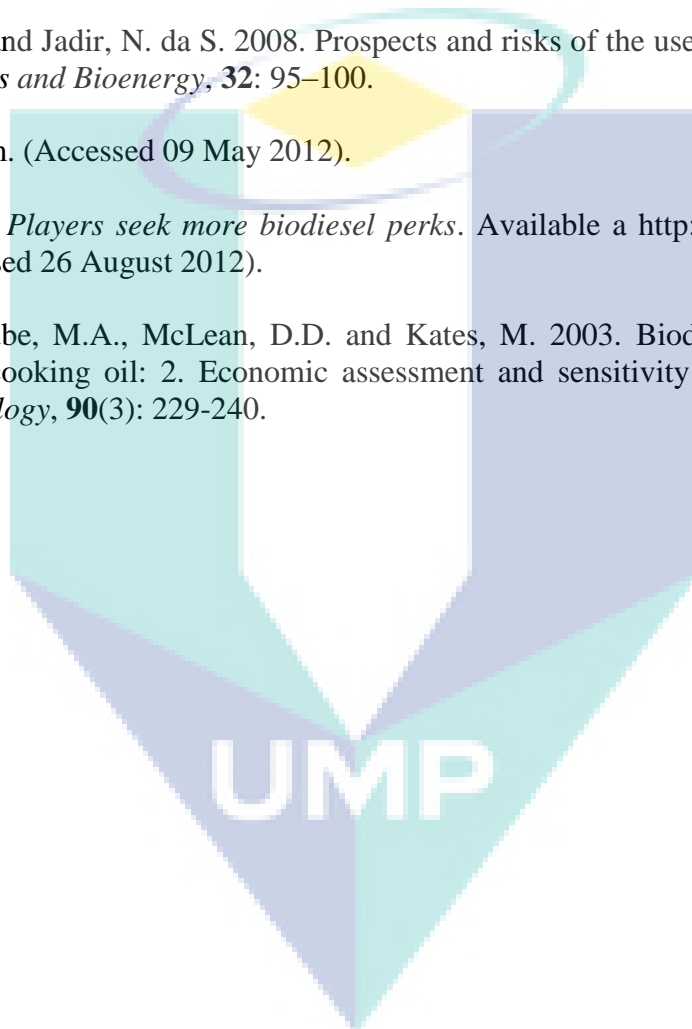 nd Jadir, N. da S. 2008. Prospects and risks of the use
s and Bioenergy, 32: 95–100.
n. (Accessed 09 May 2012).
Players seek more biodiesel perks. Available a http:
ed 26 August 2012).
be, M.A., McLean, D.D. and Kates, M. 2003. Biod
cooking oil: 2. Economic assessment and sensitivity
logy, 90(3): 229-240.
UMP